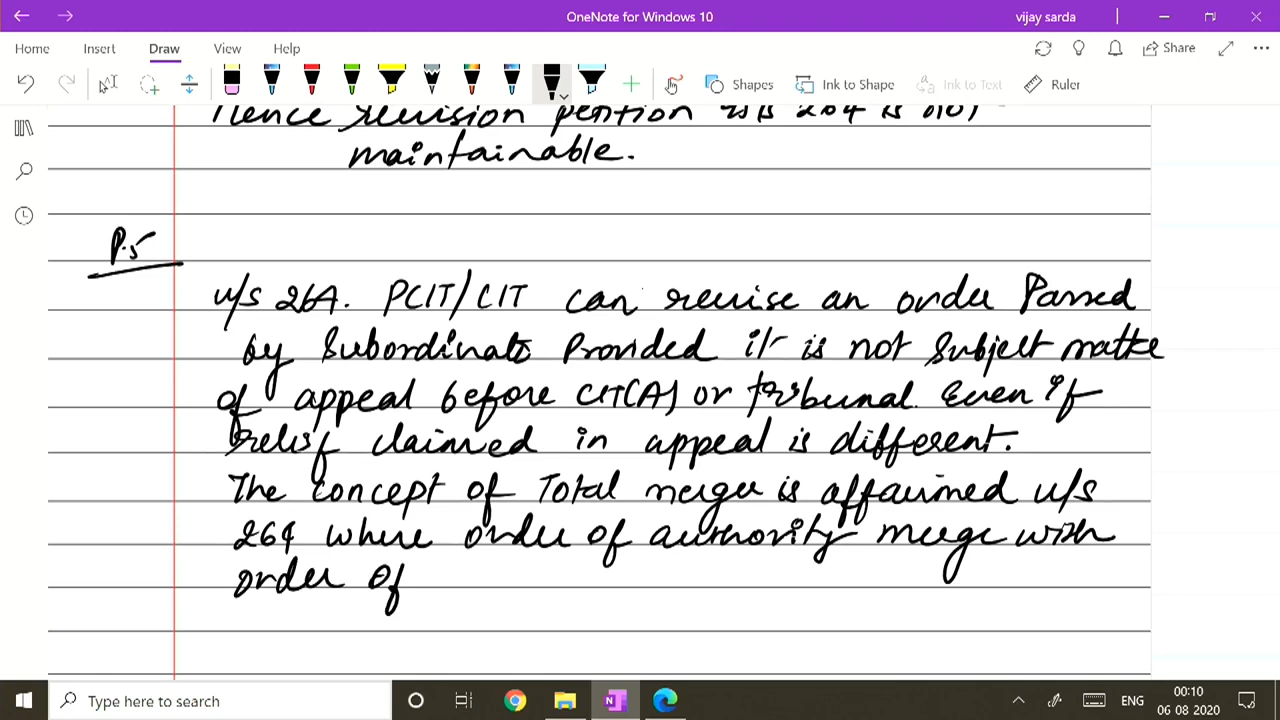 OneNote for Windows 10
vijay sarda
Home Insert Draw View Help
Share
Shapes Ink to Shape Ink to Text Ruler
Hence revision petition u/s 264 is not
maintainable.
P.5
u/s 264. PCIT/CIT can revise an order Passed
by Subordinate Provided it is not subject matte
of appeal before CIT(A) or tribunal. Even if
relief claimed in appeal is different.
The concept of Total merger is affairmed u/s
264 where order of authority merge with
order of
Type here to search
ENG
00:10
06-08-2020